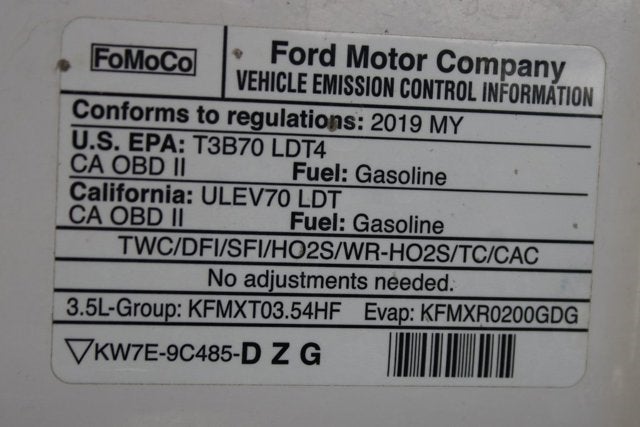 FoMoCo
Ford Motor Company
VEHICLE EMISSION CONTROL INFORMATION
Conforms to regulations: 2019 MY
U.S. EPA: T3B70 LDT4
CA OBD II Fuel: Gasoline
California: ULEV70 LDT
CA OBD II Fuel: Gasoline
TWC/DFI/SFI/HO2S/WR-HO2S/TC/CAC
No adjustments needed.
3.5L-Group: KFMXT03.54HF Evap: KFMXR0200GDG
▽KW7E-9C485-D Z G